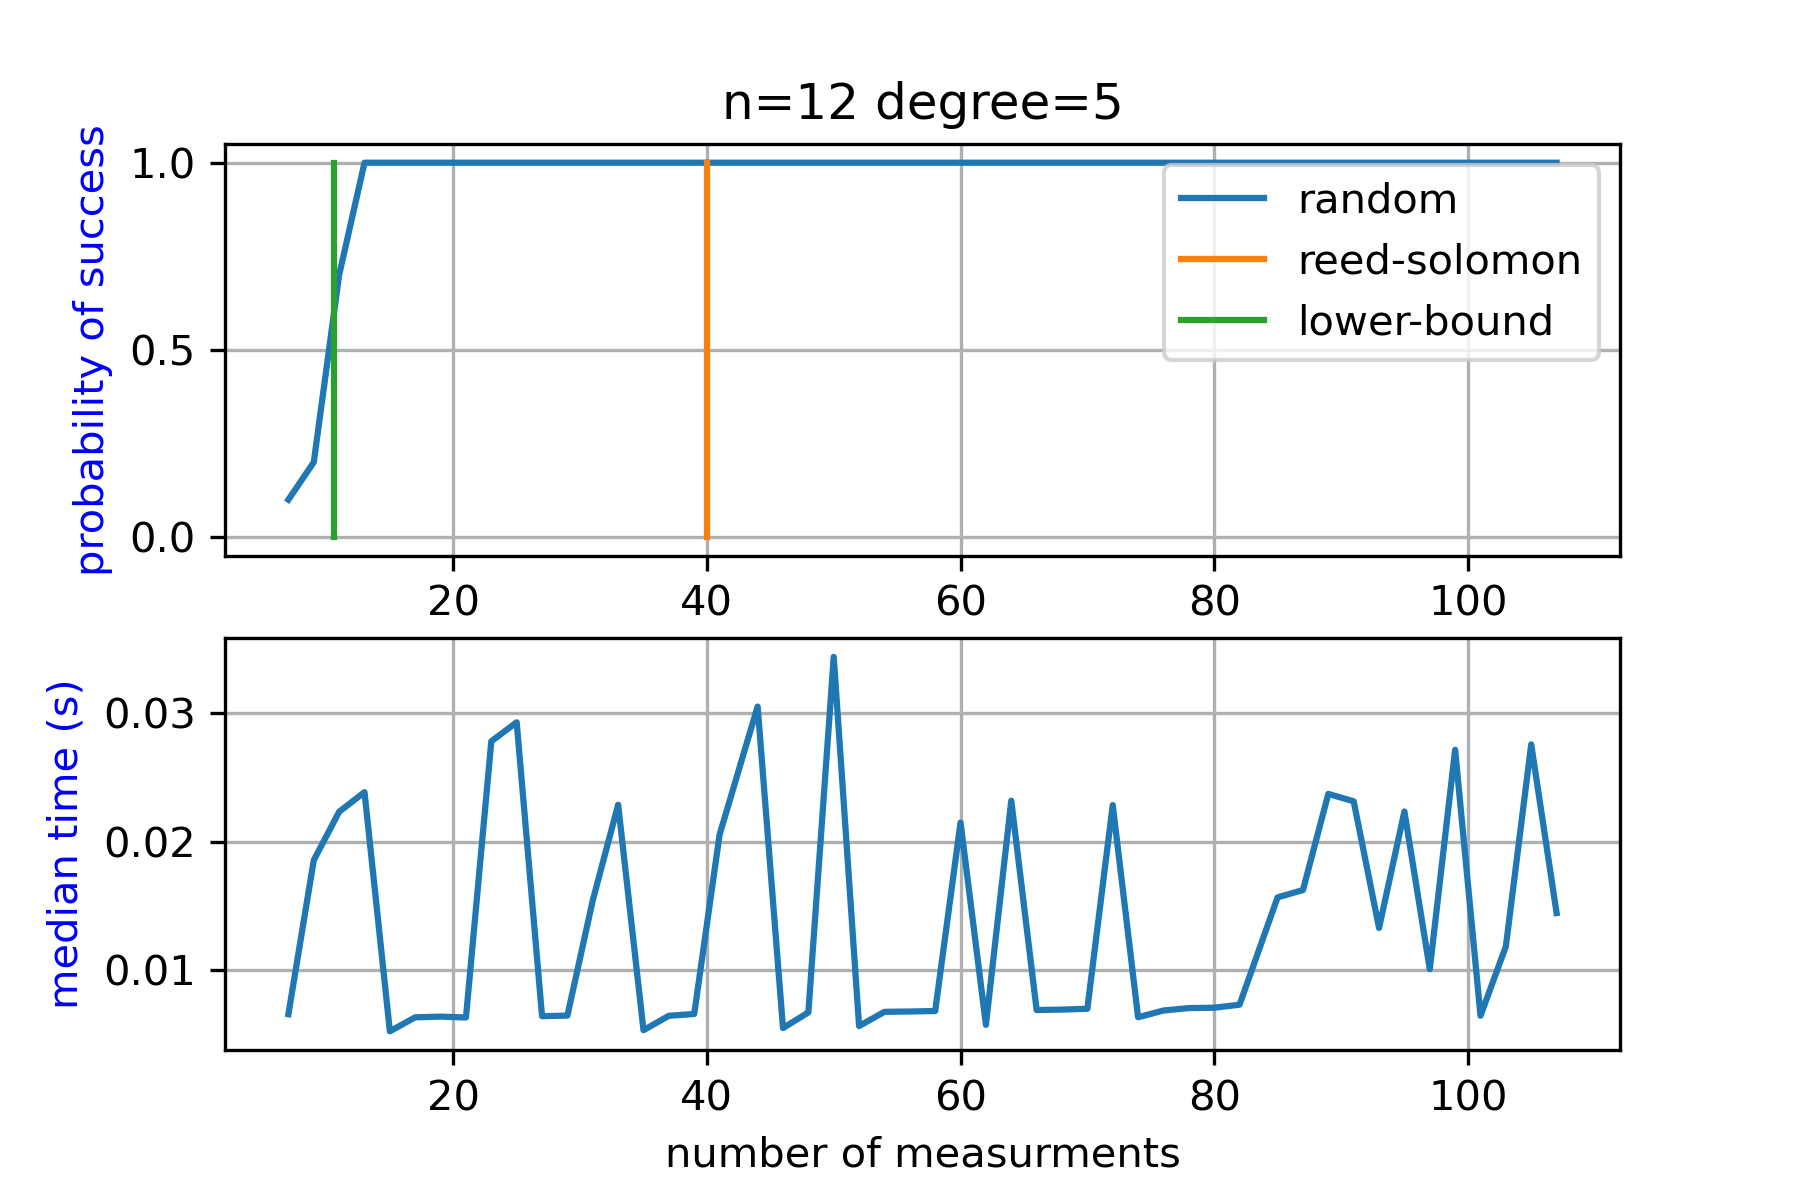 n=12 degree=5
probability of success
1.0
0.5
0.0
random
reed-solomon
lower-bound
20 40 60 80 100
median time (s)
0.03
0.02
0.01
20 40 60 80 100
number of measurments